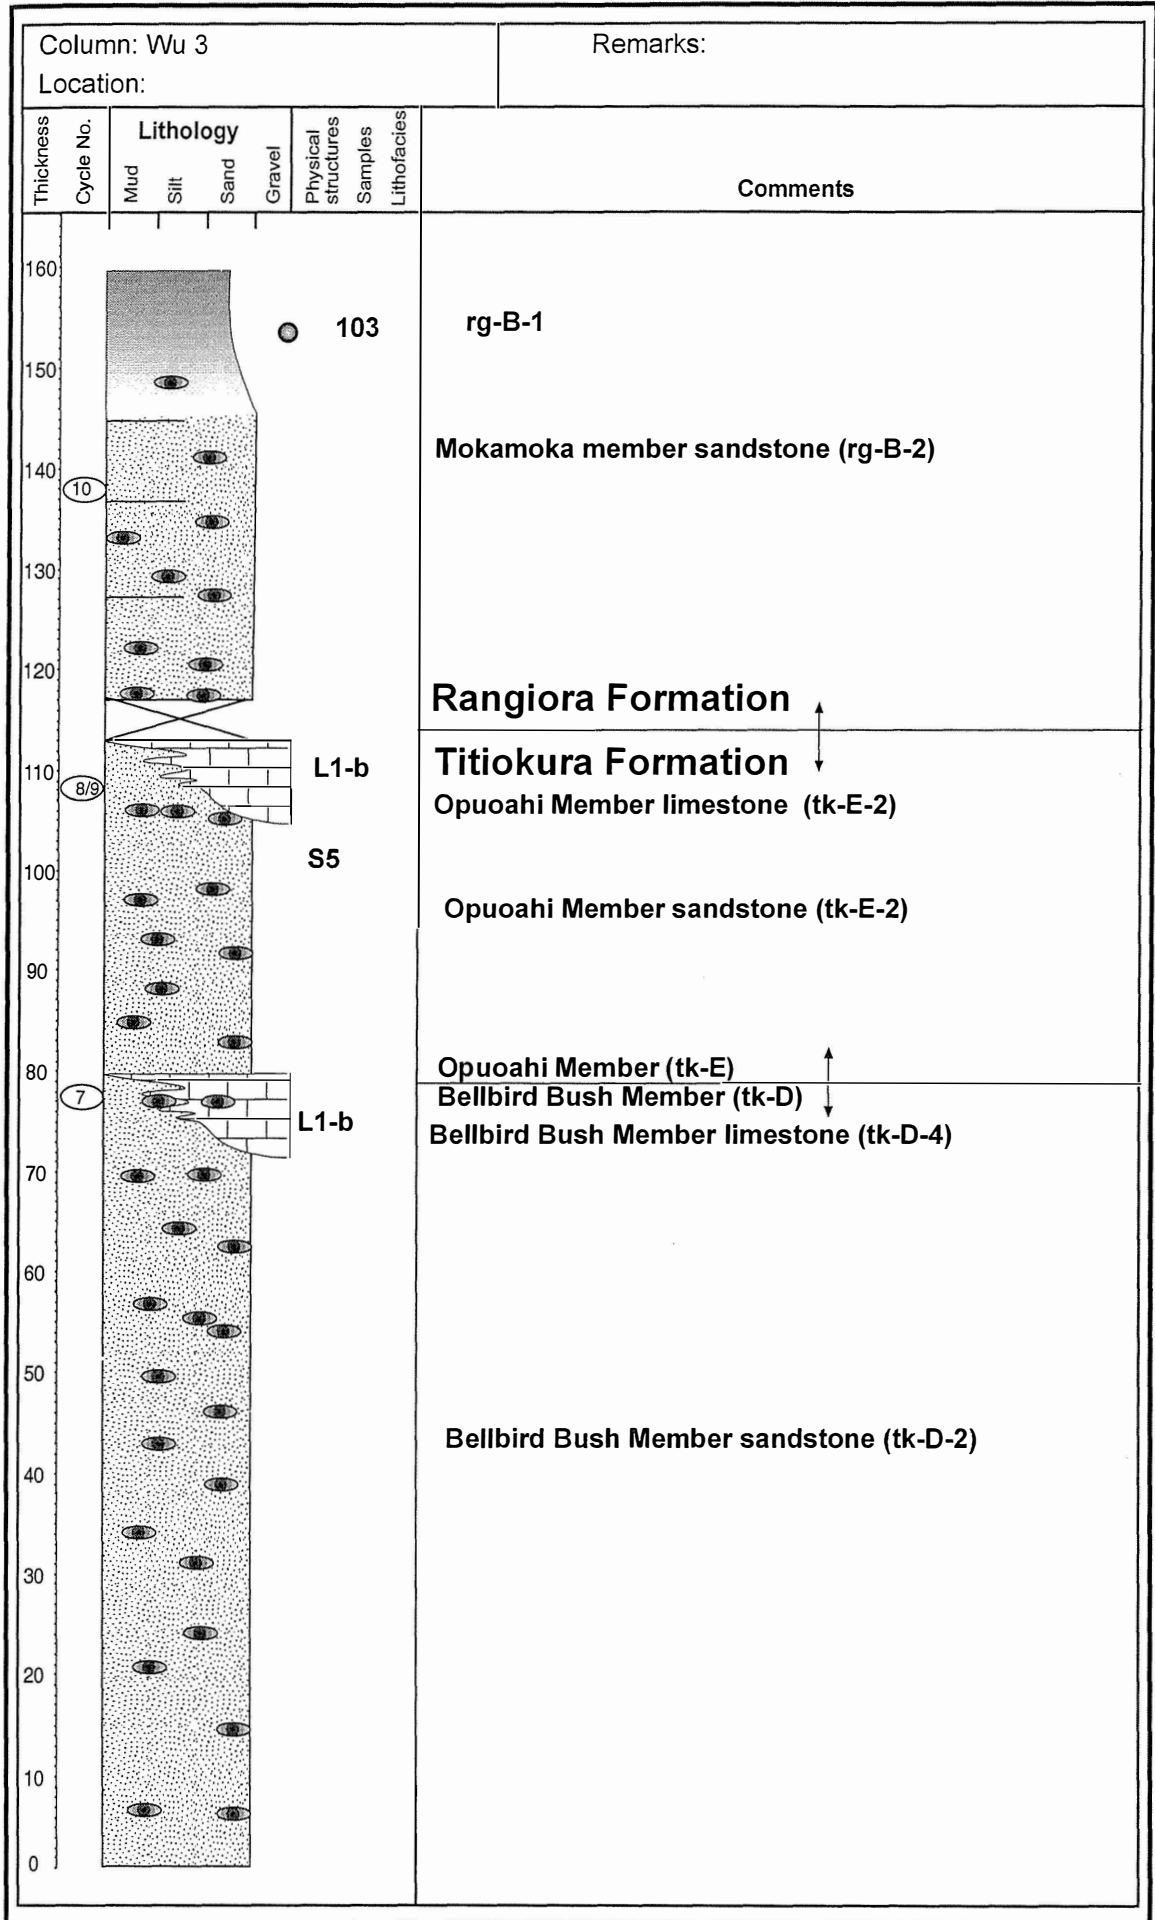 Column: Wu 3
Remarks:
Location:
Thickness
Cycle No.
Lithology
Mud
Silt
Sand
Gravel
Physical structures
Samples
Lithofacies
Comments
160
103
rg-B-1
150
Mokamoka member sandstone (rg-B-2)
140
10
130
120
Rangiora Formation
Titiokura Formation
110
L1-b
8/9
Opuoahi Member limestone (tk-E-2)
S5
100
Opuoahi Member sandstone (tk-E-2)
90
80
Opuoahi Member (tk-E)
7
Bellbird Bush Member (tk-D)
L1-b
Bellbird Bush Member limestone (tk-D-4)
70
60
50
Bellbird Bush Member sandstone (tk-D-2)
40
30
20
10
0